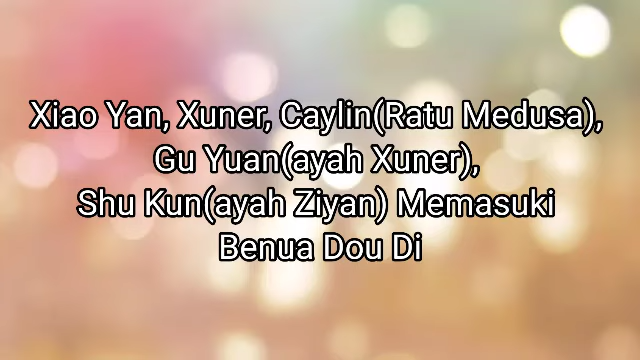 Xiao Yan, Xuner, Caylin(Ratu Medusa),
Gu Yuan(ayah Xuner),
Shu Kun(ayah Ziyan) Memasuki
Benua Dou Di